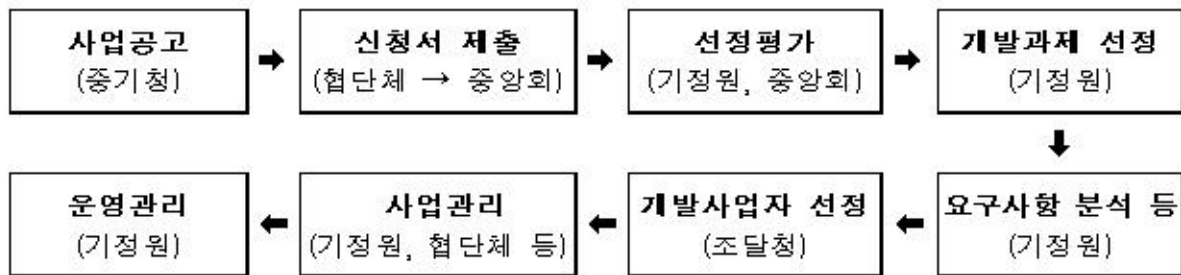 사업공고
(중기청)
신청서 제출
(협단체 → 중앙회)
선정평가
(기정원, 중앙회)
개발과제 선정
(기정원)
요구사항 분석 등
(기정원)
개발사업자 선정
(조달청)
사업관리
(기정원, 협단체 등)
운영관리
(기정원)